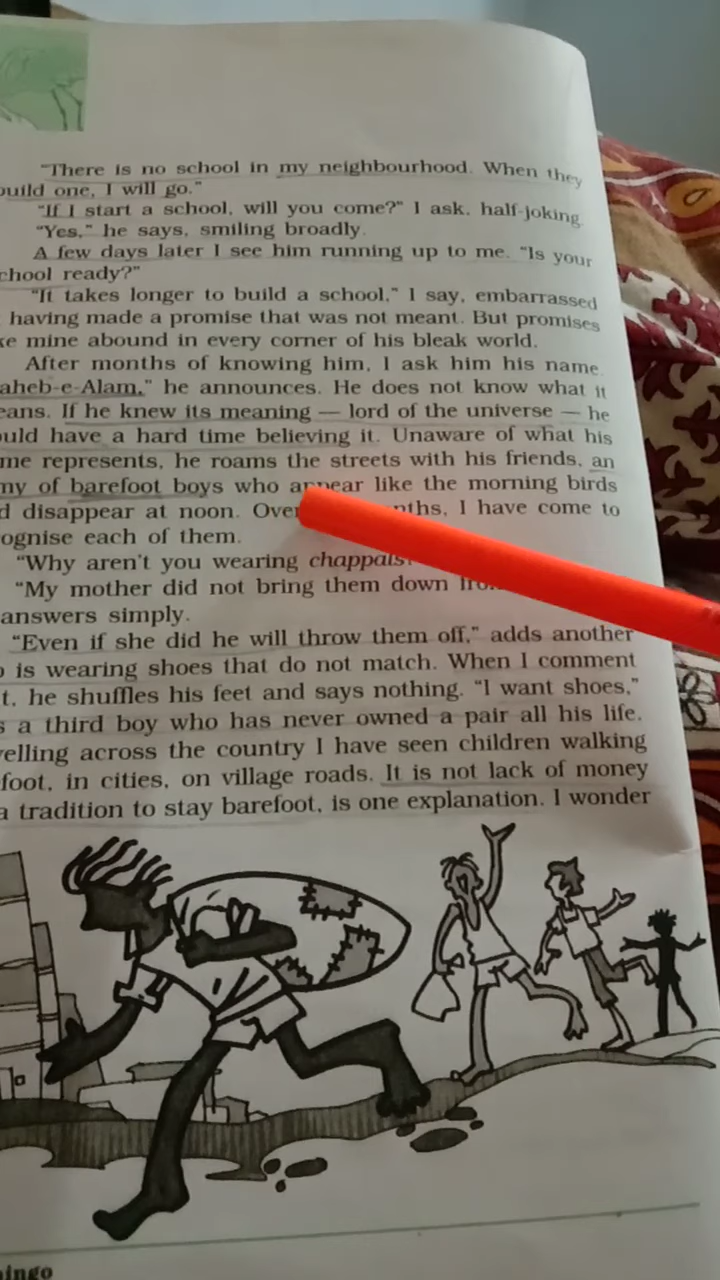 "There is no school in my neighbourhood. When they
build one, I will go."
"If I start a school, will you come?" I ask, half-joking.
"Yes," he says, smiling broadly.
A few days later I see him running up to me. "Is your
school ready?"
"It takes longer to build a school," I say, embarrassed
having made a promise that was not meant. But promises
mine abound in every corner of his bleak world.
After months of knowing him, I ask him his name.
aheb-e-Alam," he announces. He does not know what it
eans. If he knew its meaning — lord of the universe — he
ould have a hard time believing it. Unaware of what his
me represents, he roams the streets with his friends, an
my of barefoot boys who appear like the morning birds
d disappear at noon. Over nths, I have come to
ognise each of them.
"Why aren't you wearing chappals
"My mother did not bring them down
answers simply.
"Even if she did he will throw them off," adds another
o is wearing shoes that do not match. When I comment
t, he shuffles his feet and says nothing. "I want shoes,"
s a third boy who has never owned a pair all his life.
velling across the country I have seen children walking
foot, in cities, on village roads. It is not lack of money
a tradition to stay barefoot, is one explanation. I wonder
mingo